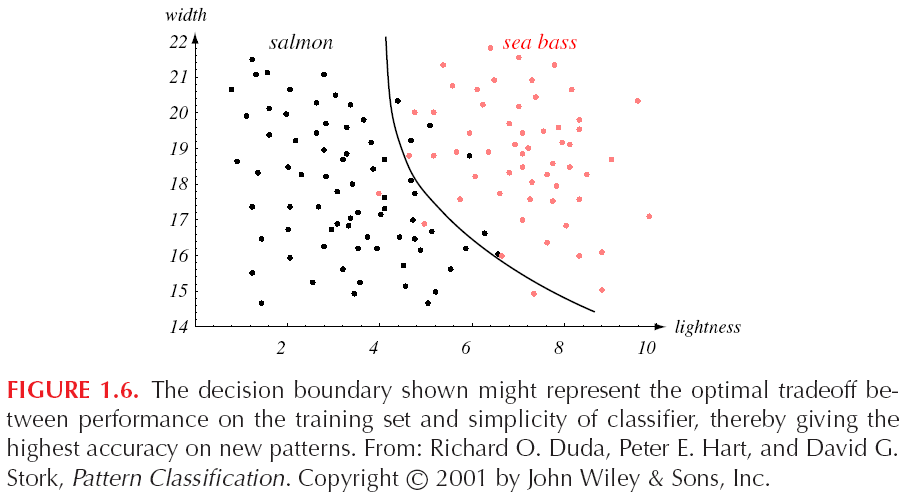 width
salmon
sea bass
22
21
20
19
18
17
16
15
14
2
4
6
8
10
lightness
FIGURE 1.6. The decision boundary shown might represent the optimal tradeoff be-
tween performance on the training set and simplicity of classifier, thereby giving the
highest accuracy on new patterns. From: Richard O. Duda, Peter E. Hart, and David G.
Stork, Pattern Classification. Copyright © 2001 by John Wiley & Sons, Inc.